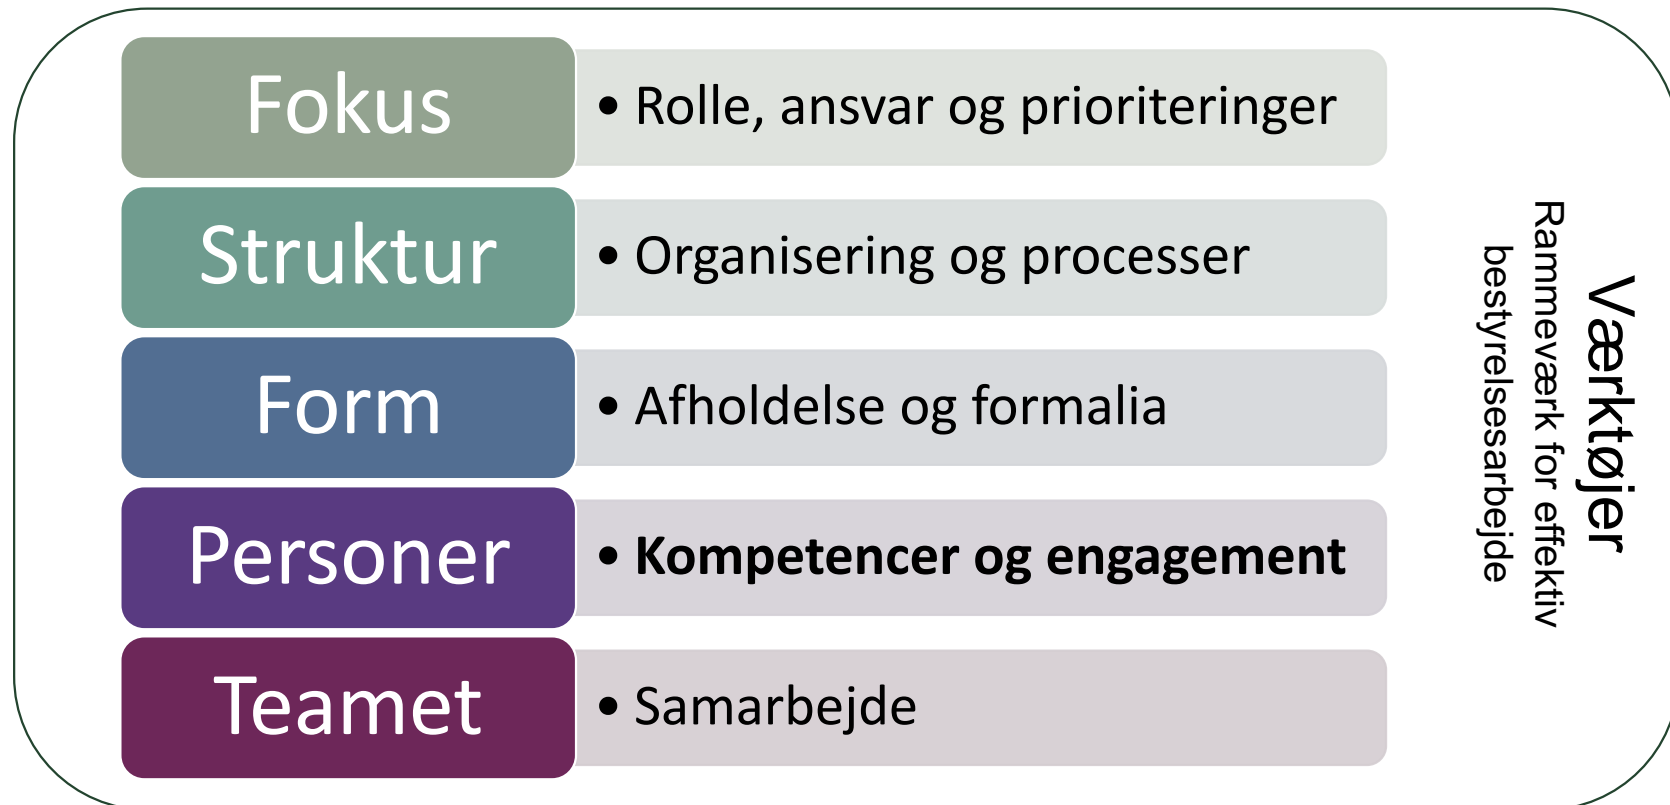 Fokus
• Rolle, ansvar og prioriteringer
Struktur
• Organisering og processer
Form
• Afholdelse og formalia
Personer
• Kompetencer og engagement
Teamet
• Samarbejde
Værktøjer
Rammeværk for effektiv
bestyrelsesarbejde